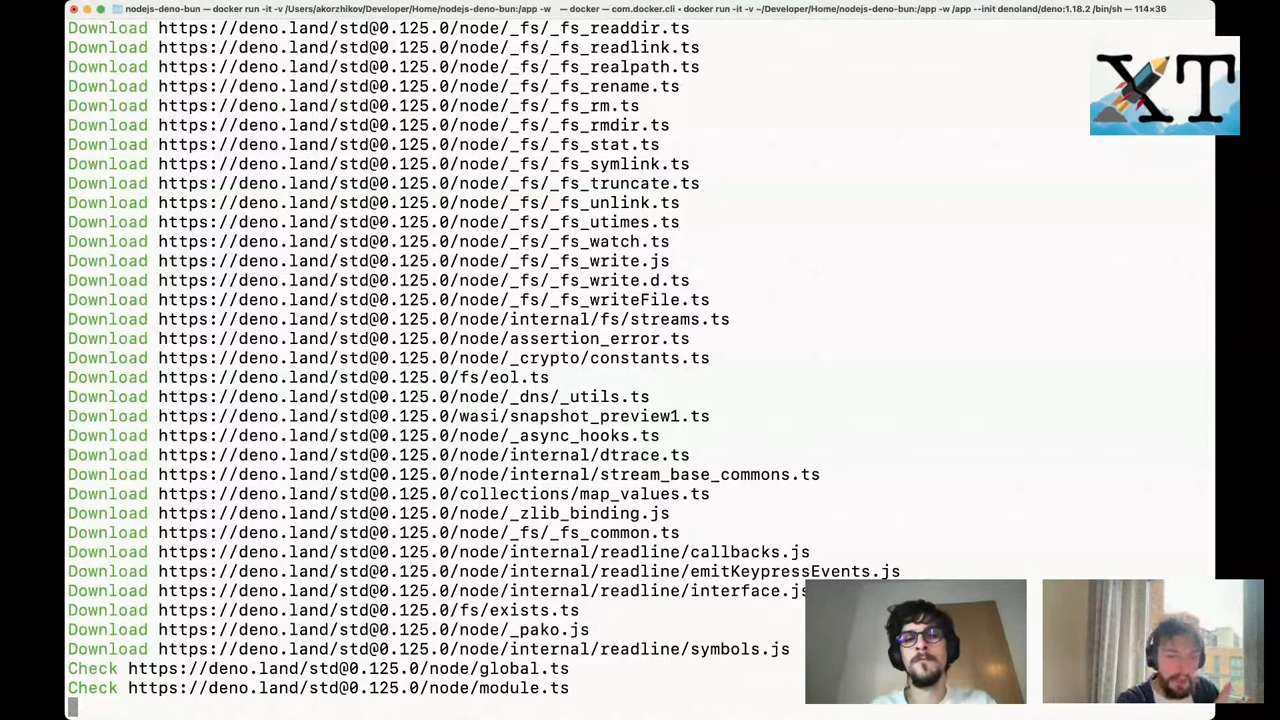 nodejs-deno-bun — docker run -it -v /Users/akorzhikov/Developer/Home/nodejs-deno-bun:/app -w — docker — com.docker.cli • docker run -it -v ~/Developer/Home/nodejs-deno-bun:/app -w /app --init denoland/deno:1.18.2 /bin/sh — 114×36
Download https://deno.land/std@0.125.0/node/_fs/_fs_readdir.ts
Download https://deno.land/std@0.125.0/node/_fs/_fs_readlink.ts
Download https://deno.land/std@0.125.0/node/_fs/_fs_realpath.ts
Download https://deno.land/std@0.125.0/node/_fs/_fs_rename.ts
Download https://deno.land/std@0.125.0/node/_fs/_fs_rm.ts
Download https://deno.land/std@0.125.0/node/_fs/_fs_rmdir.ts
Download https://deno.land/std@0.125.0/node/_fs/_fs_stat.ts
Download https://deno.land/std@0.125.0/node/_fs/_fs_symlink.ts
Download https://deno.land/std@0.125.0/node/_fs/_fs_truncate.ts
Download https://deno.land/std@0.125.0/node/_fs/_fs_unlink.ts
Download https://deno.land/std@0.125.0/node/_fs/_fs_utimes.ts
Download https://deno.land/std@0.125.0/node/_fs/_fs_watch.ts
Download https://deno.land/std@0.125.0/node/_fs/_fs_write.js
Download https://deno.land/std@0.125.0/node/_fs/_fs_write.d.ts
Download https://deno.land/std@0.125.0/node/_fs/_fs_writeFile.ts
Download https://deno.land/std@0.125.0/node/internal/fs/streams.ts
Download https://deno.land/std@0.125.0/node/assertion_error.ts
Download https://deno.land/std@0.125.0/node/_crypto/constants.ts
Download https://deno.land/std@0.125.0/fs/eol.ts
Download https://deno.land/std@0.125.0/node/_dns/_utils.ts
Download https://deno.land/std@0.125.0/wasi/snapshot_preview1.ts
Download https://deno.land/std@0.125.0/node/_async_hooks.ts
Download https://deno.land/std@0.125.0/node/internal/dtrace.ts
Download https://deno.land/std@0.125.0/node/internal/stream_base_commons.ts
Download https://deno.land/std@0.125.0/collections/map_values.ts
Download https://deno.land/std@0.125.0/node/_zlib_binding.js
Download https://deno.land/std@0.125.0/node/_fs/_fs_common.ts
Download https://deno.land/std@0.125.0/node/internal/readline/callbacks.js
Download https://deno.land/std@0.125.0/node/internal/readline/emitKeypressEvents.js
Download https://deno.land/std@0.125.0/node/internal/readline/interface.js
Download https://deno.land/std@0.125.0/fs/exists.ts
Download https://deno.land/std@0.125.0/node/_pako.js
Download https://deno.land/std@0.125.0/node/internal/readline/symbols.js
Check https://deno.land/std@0.125.0/node/global.ts
Check https://deno.land/std@0.125.0/node/module.ts
XT